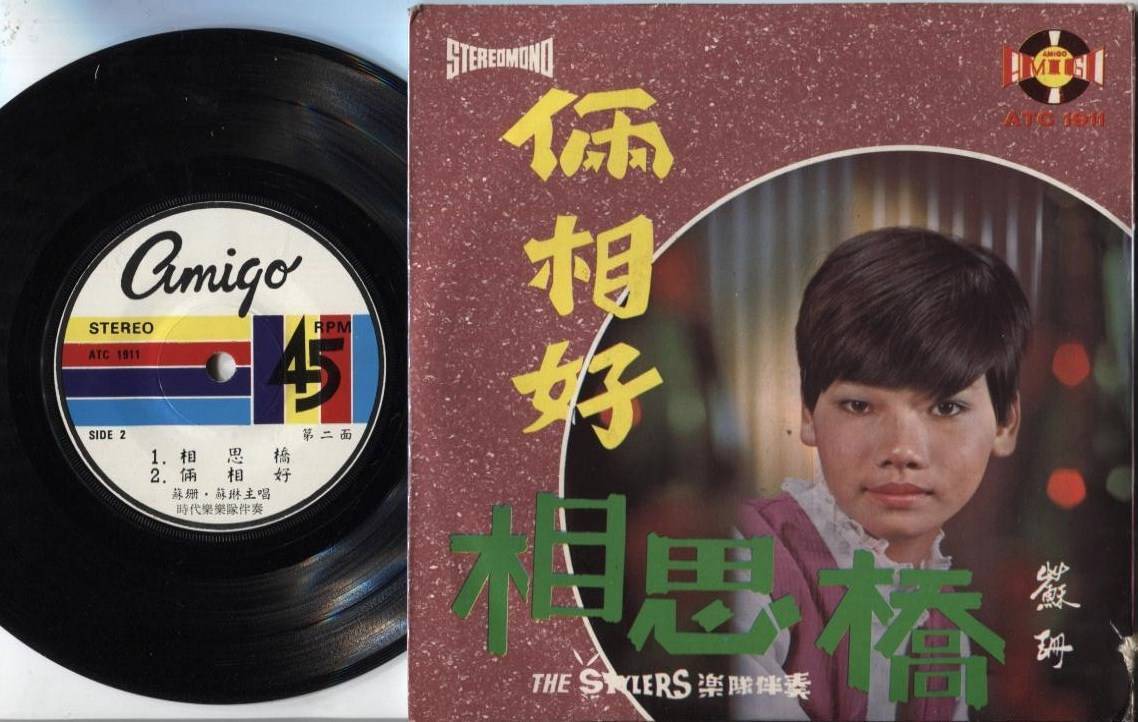 Amigo
STEREO
RPM
ATC 1911
45
SIDE 2
第二面
1. 相思橋
2. 倆相好
蘇珊・蘇琳主唱
時代樂樂隊伴奏
STEREOMONO
AMIGO
AMIGO
ATC 1911
倆相好
相思橋
蘇珊
THE STYLERS 楽隊伴奏